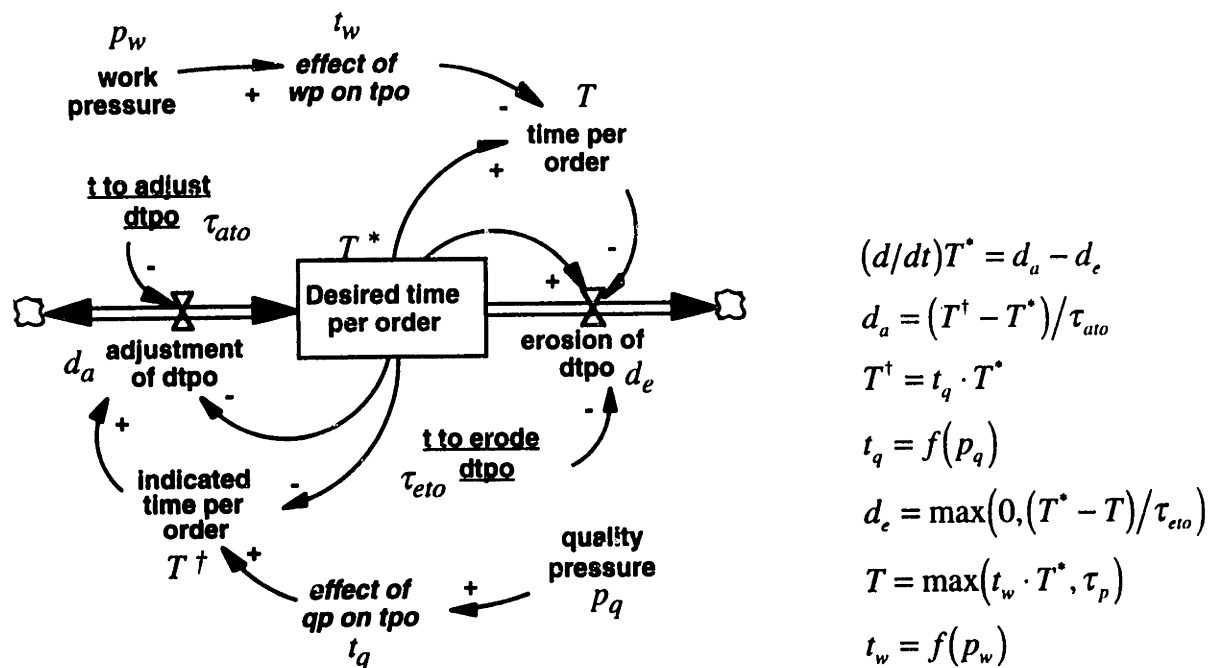 p_w
work
pressure
+
t_w
effect of
wp on tpo
-
T
time per
order
+
t to adjust
dtpo
τ_ato
-
T*
Desired time
per order
-
+
d_a
adjustment
of dtpo
erosion of
dtpo
d_e
-
+
-
t to erode
dtpo
τ_eto
indicated
time per
order
T†
-
+
effect of
qp on tpo
t_q
+
quality
pressure
p_q
(d/dt)T* = d_a - d_e
d_a = (T† - T*)/τ_ato
T† = t_q · T*
t_q = f(p_q)
d_e = max(0,(T* - T)/τ_eto)
T = max(t_w · T*, τ_p)
t_w = f(p_w)